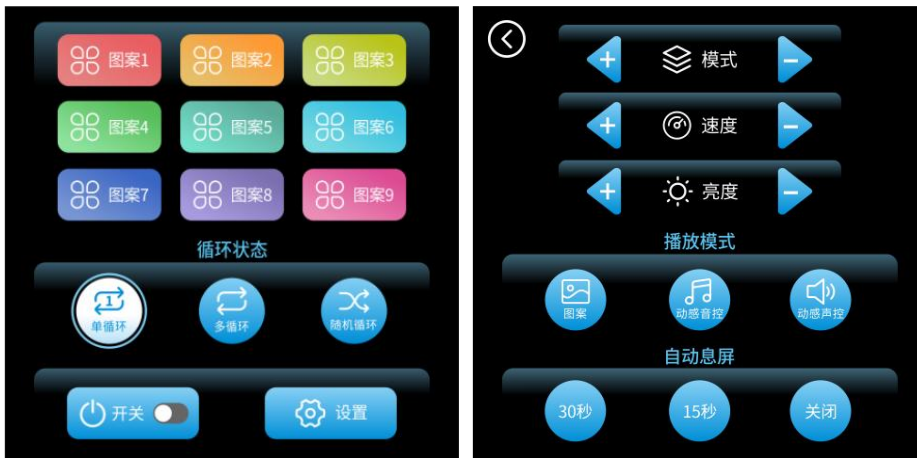 图案1 图案2 图案3
图案4 图案5 图案6
图案7 图案8 图案9
循环状态
1
单循环 多循环 随机循环
开关 设置
+ 模式 -
+ 速度 -
+ 亮度 -
播放模式
图案 动感音控 动感声控
自动息屏
30秒 15秒 关闭